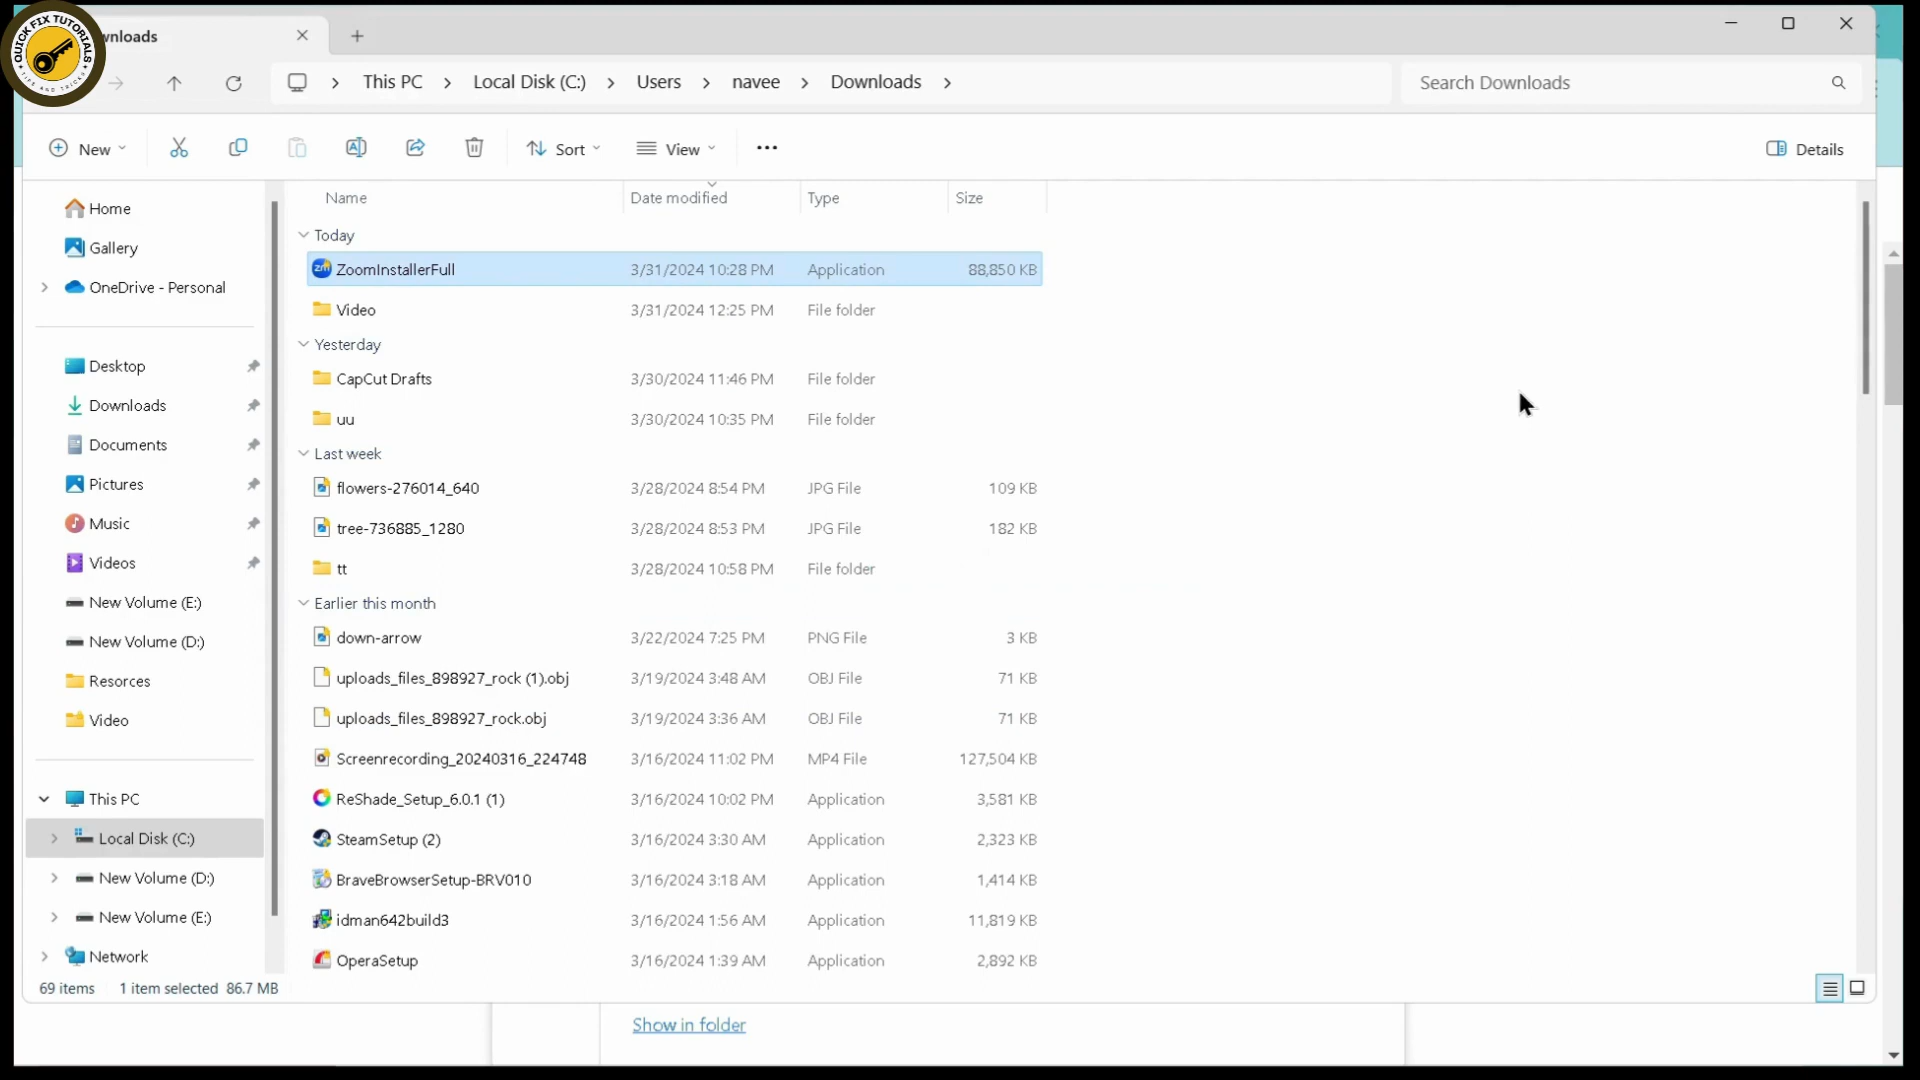 QUICK FIX TUTORIALS
TIPS AND TRICKS
wnloads
This PC > Local Disk (C:) > Users > navee > Downloads >
Search Downloads
New
Sort
View
Details
Home
Gallery
OneDrive - Personal
Desktop
Downloads
Documents
Pictures
Music
Videos
New Volume (E:)
New Volume (D:)
Resorces
Video
This PC
Local Disk (C:)
New Volume (D:)
New Volume (E:)
Network
Name Date modified Type Size
Today
ZoomInstallerFull 3/31/2024 10:28 PM Application 88,850 KB
Video 3/31/2024 12:25 PM File folder
Yesterday
CapCut Drafts 3/30/2024 11:46 PM File folder
uu 3/30/2024 10:35 PM File folder
Last week
flowers-276014_640 3/28/2024 8:54 PM JPG File 109 KB
tree-736885_1280 3/28/2024 8:53 PM JPG File 182 KB
tt 3/28/2024 10:58 PM File folder
Earlier this month
down-arrow 3/22/2024 7:25 PM PNG File 3 KB
uploads_files_898927_rock (1).obj 3/19/2024 3:48 AM OBJ File 71 KB
uploads_files_898927_rock.obj 3/19/2024 3:36 AM OBJ File 71 KB
Screenrecording_20240316_224748 3/16/2024 11:02 PM MP4 File 127,504 KB
ReShade_Setup_6.0.1 (1) 3/16/2024 10:02 PM Application 3,581 KB
SteamSetup (2) 3/16/2024 3:30 AM Application 2,323 KB
BraveBrowserSetup-BRV010 3/16/2024 3:18 AM Application 1,414 KB
idman642build3 3/16/2024 1:56 AM Application 11,819 KB
OperaSetup 3/16/2024 1:39 AM Application 2,892 KB
69 items 1 item selected 86.7 MB
Show in folder